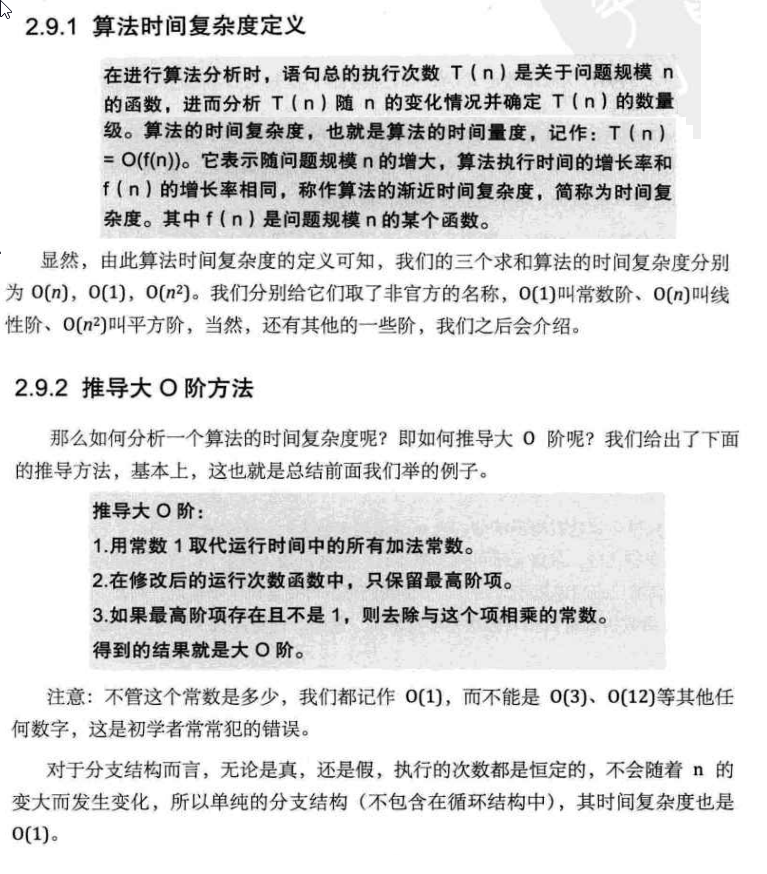 2.9.1 算法时间复杂度定义
在进行算法分析时，语句总的执行次数 T（n）是关于问题规模 n
的函数，进而分析 T（n）随 n 的变化情况并确定 T（n）的数量
级。算法的时间复杂度，也就是算法的时间量度，记作：T（n）
= O(f(n))。它表示随问题规模 n 的增大，算法执行时间的增长率和
f（n）的增长率相同，称作算法的渐近时间复杂度，简称为时间复
杂度。其中 f（n）是问题规模 n 的某个函数。
显然，由此算法时间复杂度的定义可知，我们的三个求和算法的时间复杂度分别
为 O(n)，O(1)，O(n²)。我们分别给它们取了非官方的名称，O(1)叫常数阶、O(n)叫线
性阶、O(n²)叫平方阶，当然，还有其他的一些阶，我们之后会介绍。
2.9.2 推导大 O 阶方法
那么如何分析一个算法的时间复杂度呢？即如何推导大 O 阶呢？我们给出了下面
的推导方法，基本上，这也就是总结前面我们举的例子。
推导大 O 阶：
1.用常数 1 取代运行时间中的所有加法常数。
2.在修改后的运行次数函数中，只保留最高阶项。
3.如果最高阶项存在且不是 1，则去除与这个项相乘的常数。
得到的结果就是大 O 阶。
注意：不管这个常数是多少，我们都记作 O(1)，而不能是 O(3)、O(12)等其他任
何数字，这是初学者常常犯的错误。
对于分支结构而言，无论是真，还是假，执行的次数都是恒定的，不会随着 n 的
变大而发生变化，所以单纯的分支结构（不包含在循环结构中），其时间复杂度也是
O(1)。